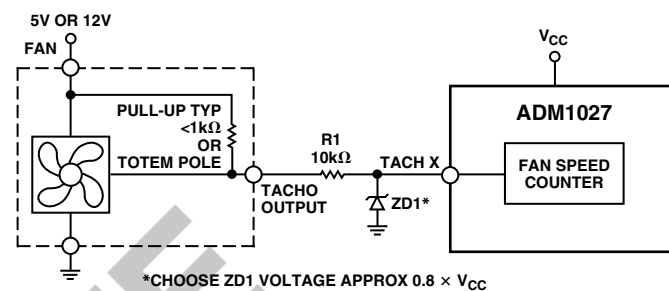 5V OR 12V
FAN
PULL-UP TYP
<1kΩ
OR
TOTEM POLE
TACHO
OUTPUT
R1
10kΩ
TACH X
ZD1*
VCC
ADM1027
FAN SPEED
COUNTER
*CHOOSE ZD1 VOLTAGE APPROX 0.8 × VCC